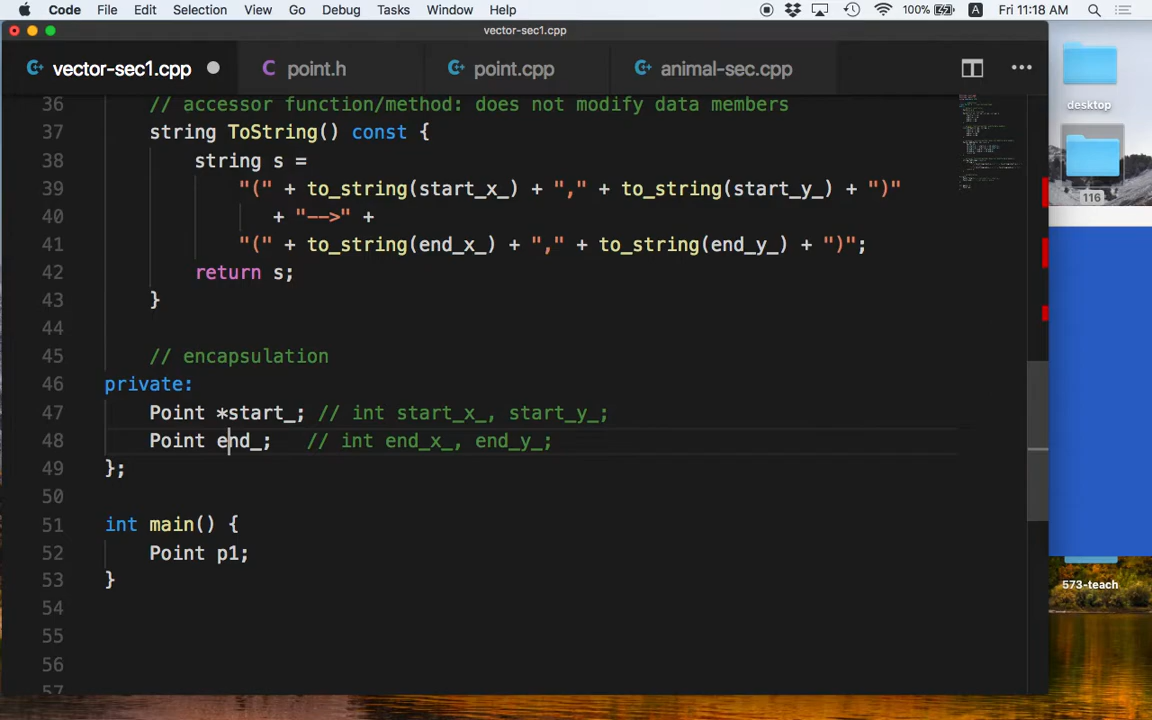 Code File Edit Selection View Go Debug Tasks Window Help 100% A Fri 11:18 AM
vector-sec1.cpp
vector-sec1.cpp point.h point.cpp animal-sec.cpp
desktop
116
573-teach
36 // accessor function/method: does not modify data members
37 string ToString() const {
38 string s =
39 "(" + to_string(start_x_) + "," + to_string(start_y_) + ")"
40 + "-->" +
41 "(" + to_string(end_x_) + "," + to_string(end_y_) + ")";
42 return s;
43 }
44
45 // encapsulation
46 private:
47 Point *start_; // int start_x_, start_y_;
48 Point end_; // int end_x_, end_y_;
49 };
50
51 int main() {
52 Point p1;
53 }
54
55
56
57